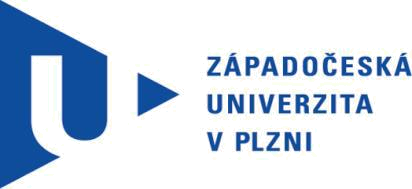 U
ZÁPADOČESKÁ
UNIVERZITA
V PLZNI